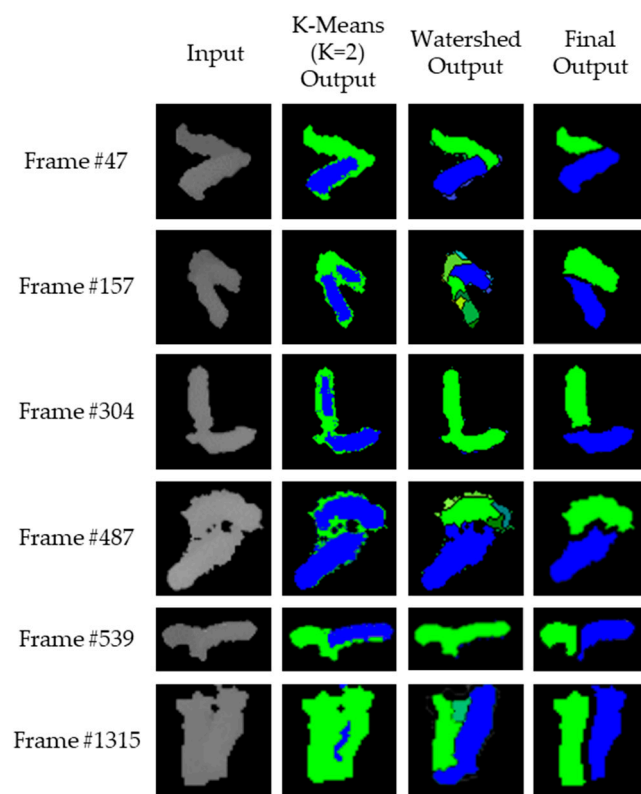 Input
K-Means
(K=2)
Output
Watershed
Output
Final
Output
Frame #47
Frame #157
Frame #304
Frame #487
Frame #539
Frame #1315